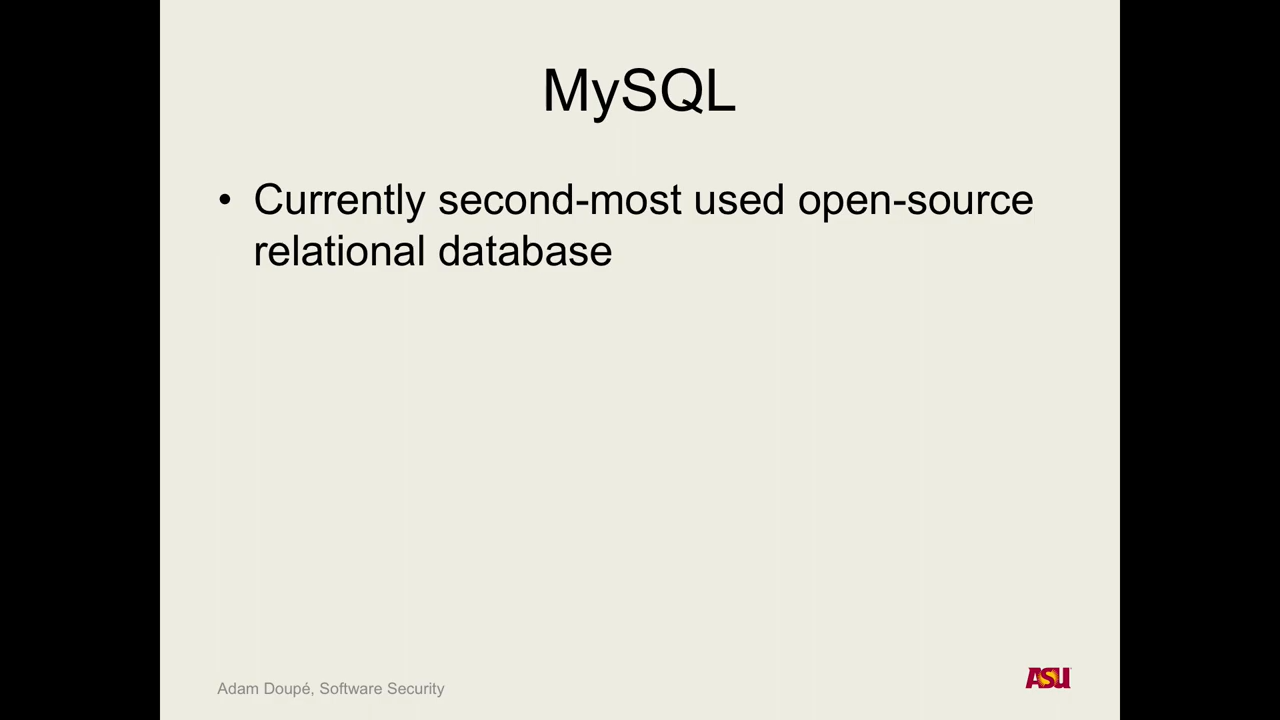 MySQL
• Currently second-most used open-source
relational database
Adam Doupé, Software Security
ASU